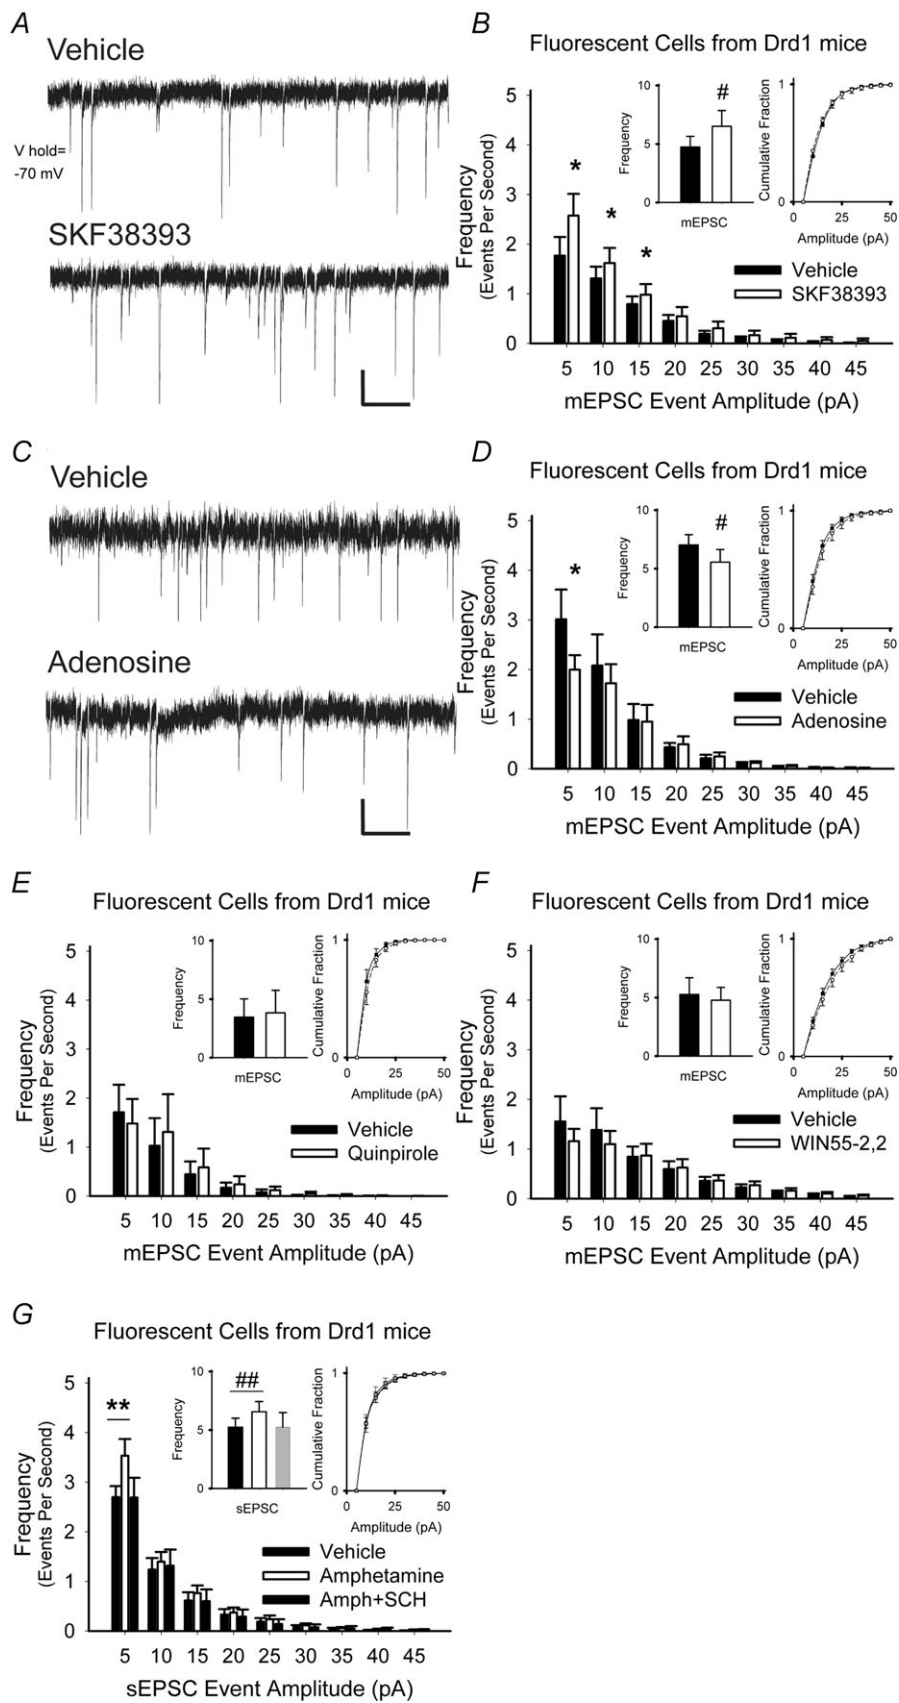 A
Vehicle
V hold=
-70 mV
SKF38393
B
Fluorescent Cells from Drd1 mice
Frequency
(Events Per Second)
5
4
3
2
1
0
*
*
*
Frequency
10
5
0
#
mEPSC
Cumulative Fraction
1
0
0 25 50
Amplitude (pA)
Vehicle
SKF38393
5 10 15 20 25 30 35 40 45
mEPSC Event Amplitude (pA)
C
Vehicle
Adenosine
D
Fluorescent Cells from Drd1 mice
Frequency
(Events Per Second)
5
4
3
2
1
0
*
Frequency
10
5
0
#
mEPSC
Cumulative Fraction
1
0
0 25 50
Amplitude (pA)
Vehicle
Adenosine
5 10 15 20 25 30 35 40 45
mEPSC Event Amplitude (pA)
E
Fluorescent Cells from Drd1 mice
Frequency
(Events Per Second)
5
4
3
2
1
0
Frequency
10
5
0
mEPSC
Cumulative Fraction
1
0
0 25 50
Amplitude (pA)
Vehicle
Quinpirole
5 10 15 20 25 30 35 40 45
mEPSC Event Amplitude (pA)
F
Fluorescent Cells from Drd1 mice
Frequency
(Events Per Second)
5
4
3
2
1
0
Frequency
10
5
0
mEPSC
Cumulative Fraction
1
0
0 25 50
Amplitude (pA)
Vehicle
WIN55-2,2
5 10 15 20 25 30 35 40 45
mEPSC Event Amplitude (pA)
G
Fluorescent Cells from Drd1 mice
Frequency
(Events Per Second)
5
4
3
2
1
0
**
Frequency
10
5
0
##
sEPSC
Cumulative Fraction
1
0
0 25 50
Amplitude (pA)
Vehicle
Amphetamine
Amph+SCH
5 10 15 20 25 30 35 40 45
sEPSC Event Amplitude (pA)